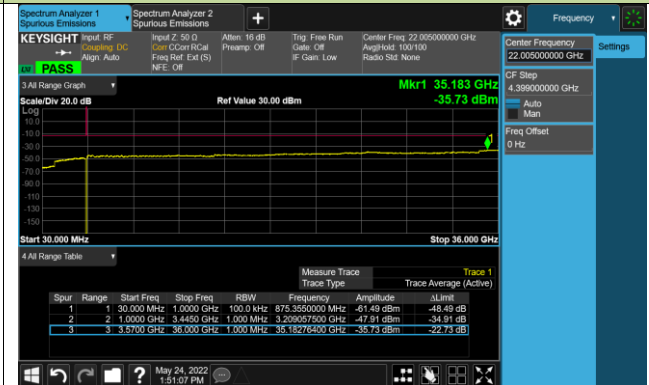 Spectrum Analyzer 1
Spurious Emissions
Spectrum Analyzer 2
Spurious Emissions
+
Frequency
KEYSIGHT
Input: RF
Coupling: DC
Align: Auto
Input Z: 50 Ω
Corr CCorr RCal
Freq Ref: Ext (S)
NFE: Off
Atten: 16 dB
Preamp: Off
Trig: Free Run
Gate: Off
IF Gain: Low
Center Freq: 22.005000000 GHz
Avg|Hold: 100/100
Radio Std: None
LXI PASS
Center Frequency
22.005000000 GHz
Settings
CF Step
4.399000000 GHz
Auto
Man
Freq Offset
0 Hz
3 All Range Graph
Mkr1 35.183 GHz
Scale/Div 20.0 dB
Ref Value 30.00 dBm
-35.73 dBm
Log
10.0
-10.0
-30.0
-50.0
-70.0
-90.0
-110
-130
-150
1
Start 30.000 MHz
Stop 36.000 GHz
4 All Range Table
Measure Trace Trace 1
Trace Type Trace Average (Active)
Spur Range Start Freq Stop Freq RBW Frequency Amplitude ΔLimit
1 1 30.000 MHz 1.0000 GHz 100.0 kHz 875.3550000 MHz -61.49 dBm -48.49 dB
2 2 1.0000 GHz 3.4450 GHz 1.000 MHz 3.209057500 GHz -47.91 dBm -34.91 dB
3 3 3.5700 GHz 36.000 GHz 1.000 MHz 35.18276400 GHz -35.73 dBm -22.73 dB
?
May 24, 2022
1:51:07 PM